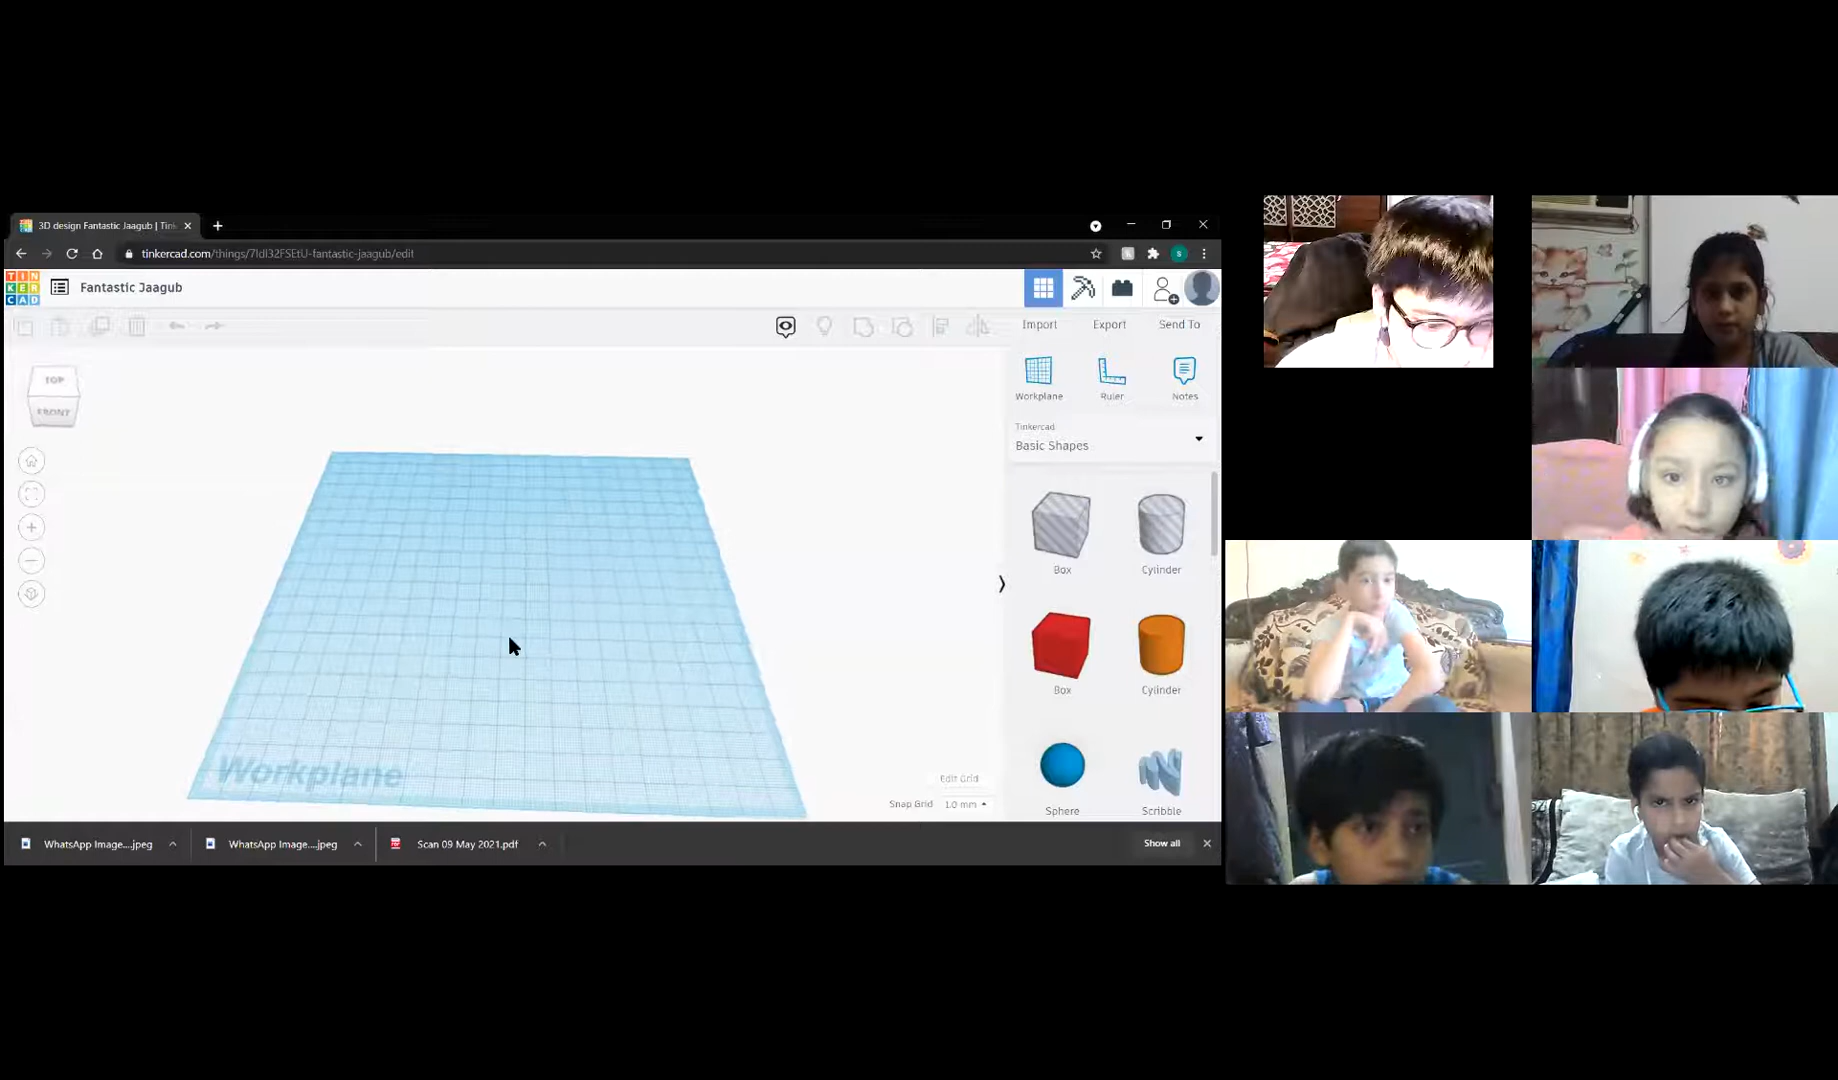 3D design Fantastic Jaagub | Tin
tinkercad.com/things/7IdI32FSEtU-fantastic-jaagub/edit
TIN
KER
CAD
Fantastic Jaagub
Import
Export
Send To
TOP
FRONT
Workplane
Ruler
Notes
Tinkercad
Basic Shapes
Box
Cylinder
Box
Cylinder
Sphere
Scribble
Workplane
Edit Grid
Snap Grid 1.0 mm
WhatsApp Image....jpeg
WhatsApp Image....jpeg
Scan 09 May 2021.pdf
Show all